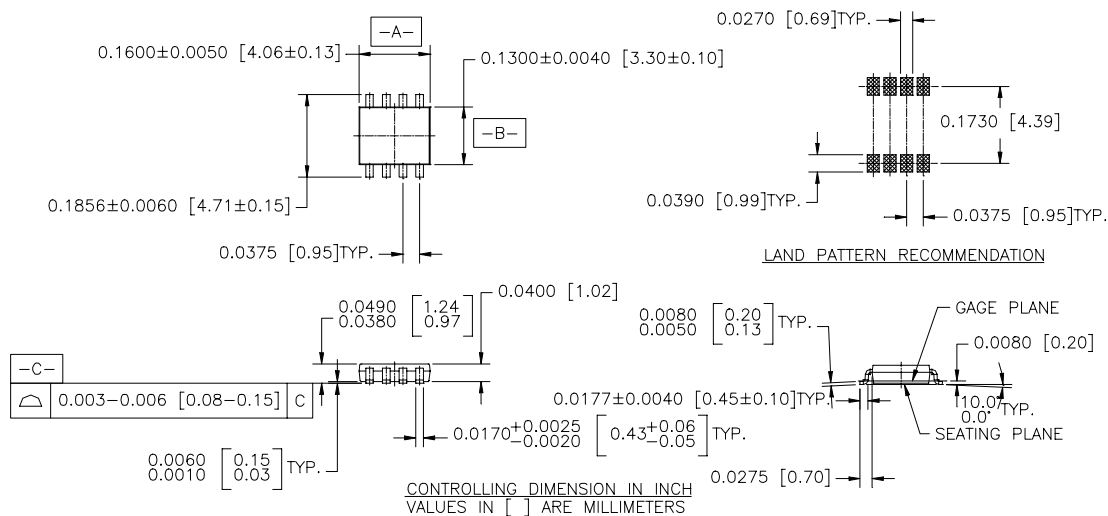 0.0270 [0.69]TYP.
-A-
0.1600±0.0050 [4.06±0.13]
0.1300±0.0040 [3.30±0.10]
-B-
0.1730 [4.39]
0.1856±0.0060 [4.71±0.15]
0.0390 [0.99]TYP.
0.0375 [0.95]TYP.
0.0375 [0.95]TYP.
LAND PATTERN RECOMMENDATION
0.0490 [1.24
0.0380 0.97]
0.0400 [1.02]
0.0080 [0.20
0.0050 0.13] TYP.
GAGE PLANE
0.0080 [0.20]
-C-
0.003-0.006 [0.08-0.15] C
0.0177±0.0040 [0.45±0.10]TYP.
10.0°
0.0° TYP.
0.0170+0.0025 -0.0020 [0.43+0.06 -0.05] TYP.
SEATING PLANE
0.0060 [0.15
0.0010 0.03] TYP.
0.0275 [0.70]
CONTROLLING DIMENSION IN INCH
VALUES IN [ ] ARE MILLIMETERS